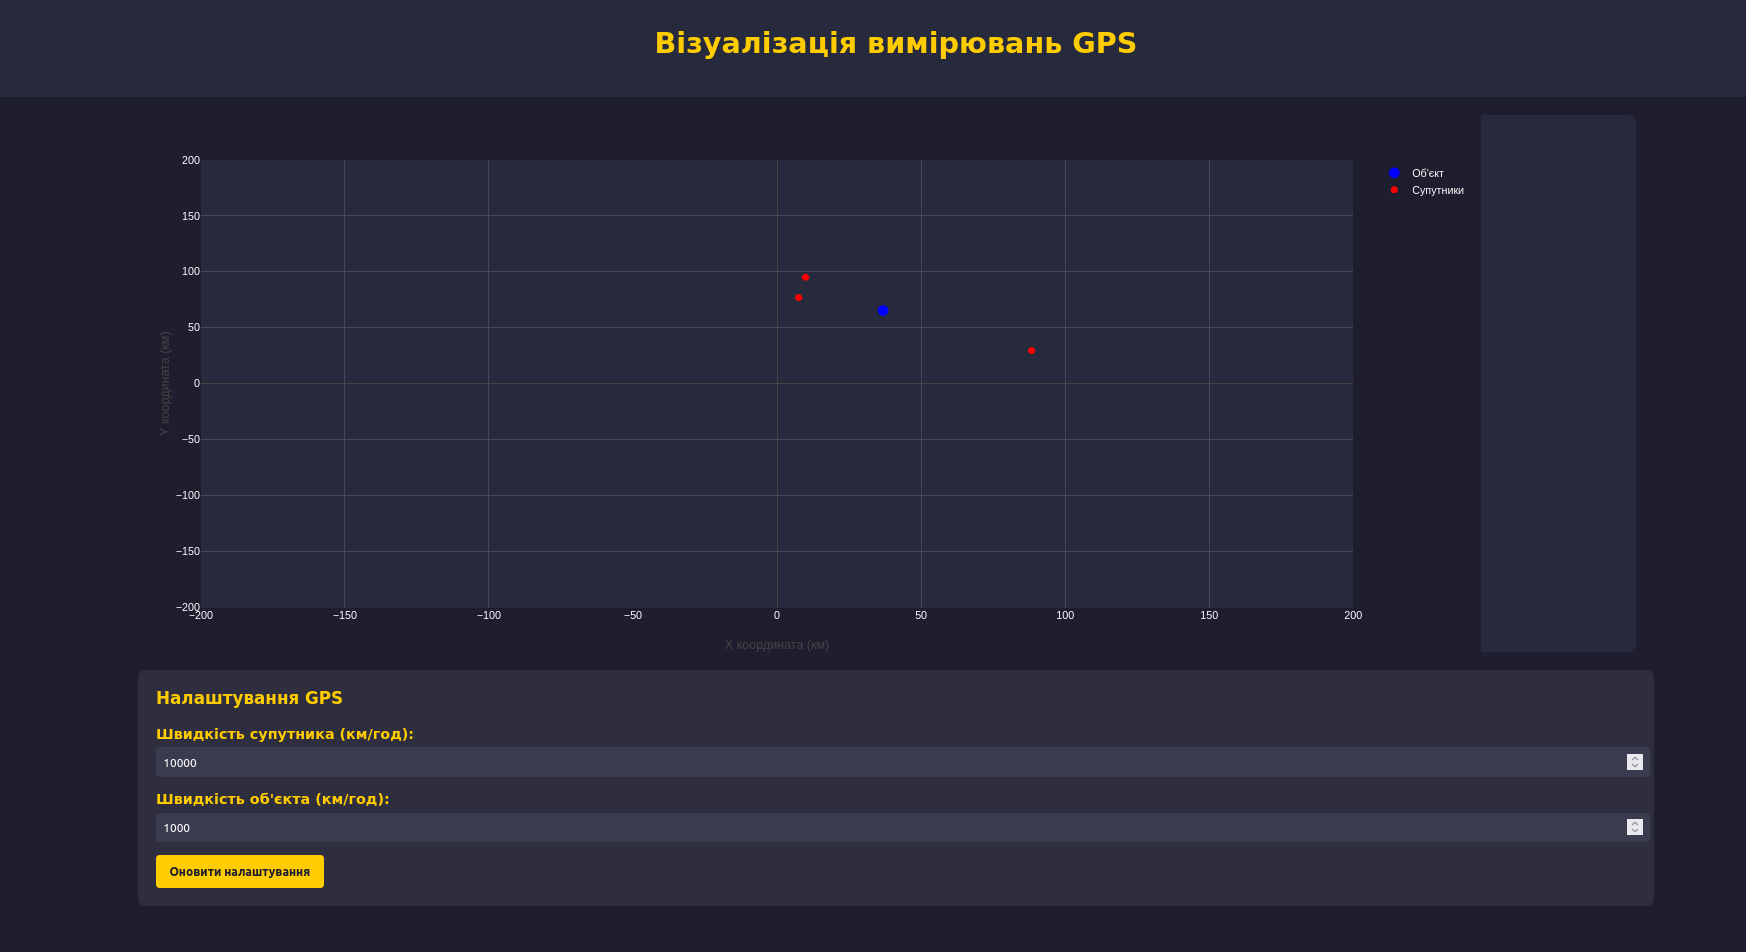 Візуалізація вимірювань GPS
200
150
100
50
0
−50
−100
−150
−200
Y координата (км)
−200
−150
−100
−50
0
50
100
150
200
X координата (км)
Об'єкт
Супутники
Налаштування GPS
Швидкість супутника (км/год):
10000
Швидкість об'єкта (км/год):
1000
Оновити налаштування